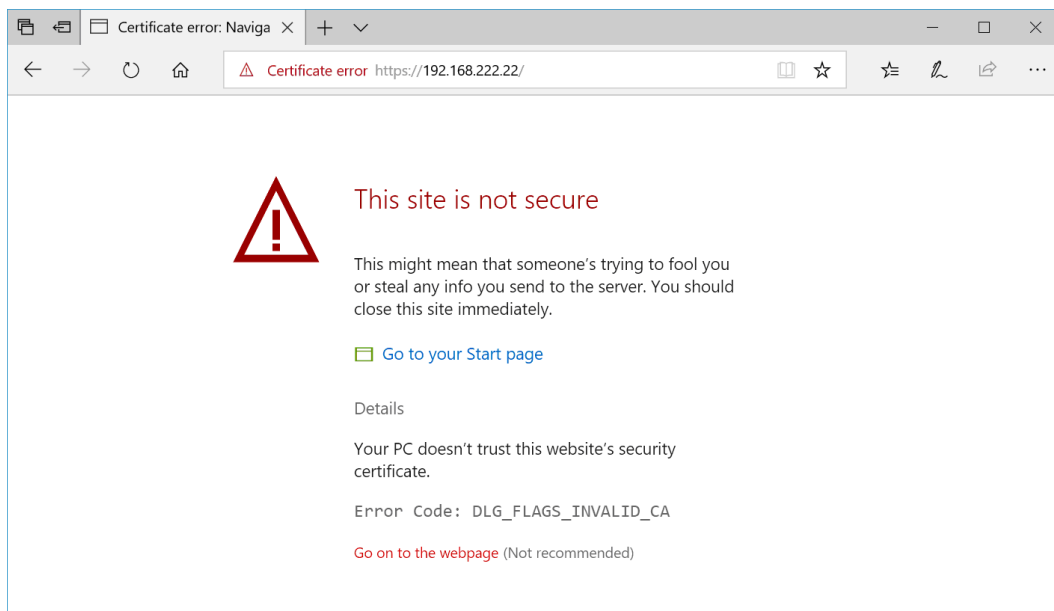 Certificate error: Naviga
Certificate error https://192.168.222.22/
This site is not secure
This might mean that someone's trying to fool you
or steal any info you send to the server. You should
close this site immediately.
Go to your Start page
Details
Your PC doesn't trust this website's security
certificate.
Error Code: DLG_FLAGS_INVALID_CA
Go on to the webpage (Not recommended)